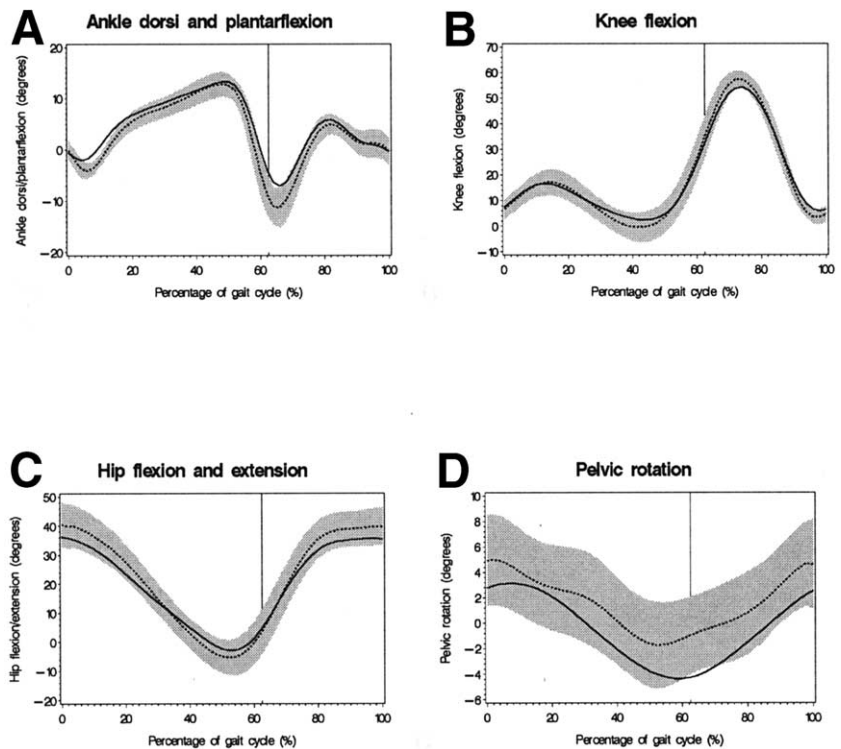 A
Ankle dorsi and plantarflexion
20
10
0
−10
−20
Ankle dorsi/plantarflexion (degrees)
0 20 40 60 80 100
Percentage of gait cycle (%)
B
Knee flexion
70
60
50
40
30
20
10
0
−10
Knee flexion (degrees)
0 20 40 60 80 100
Percentage of gait cycle (%)
C
Hip flexion and extension
50
40
30
20
10
0
−10
−20
Hip flexion/extension (degrees)
0 20 40 60 80 100
Percentage of gait cycle (%)
D
Pelvic rotation
10
8
6
4
2
0
−2
−4
−6
Pelvic rotation (degrees)
0 20 40 60 80 100
Percentage of gait cycle (%)